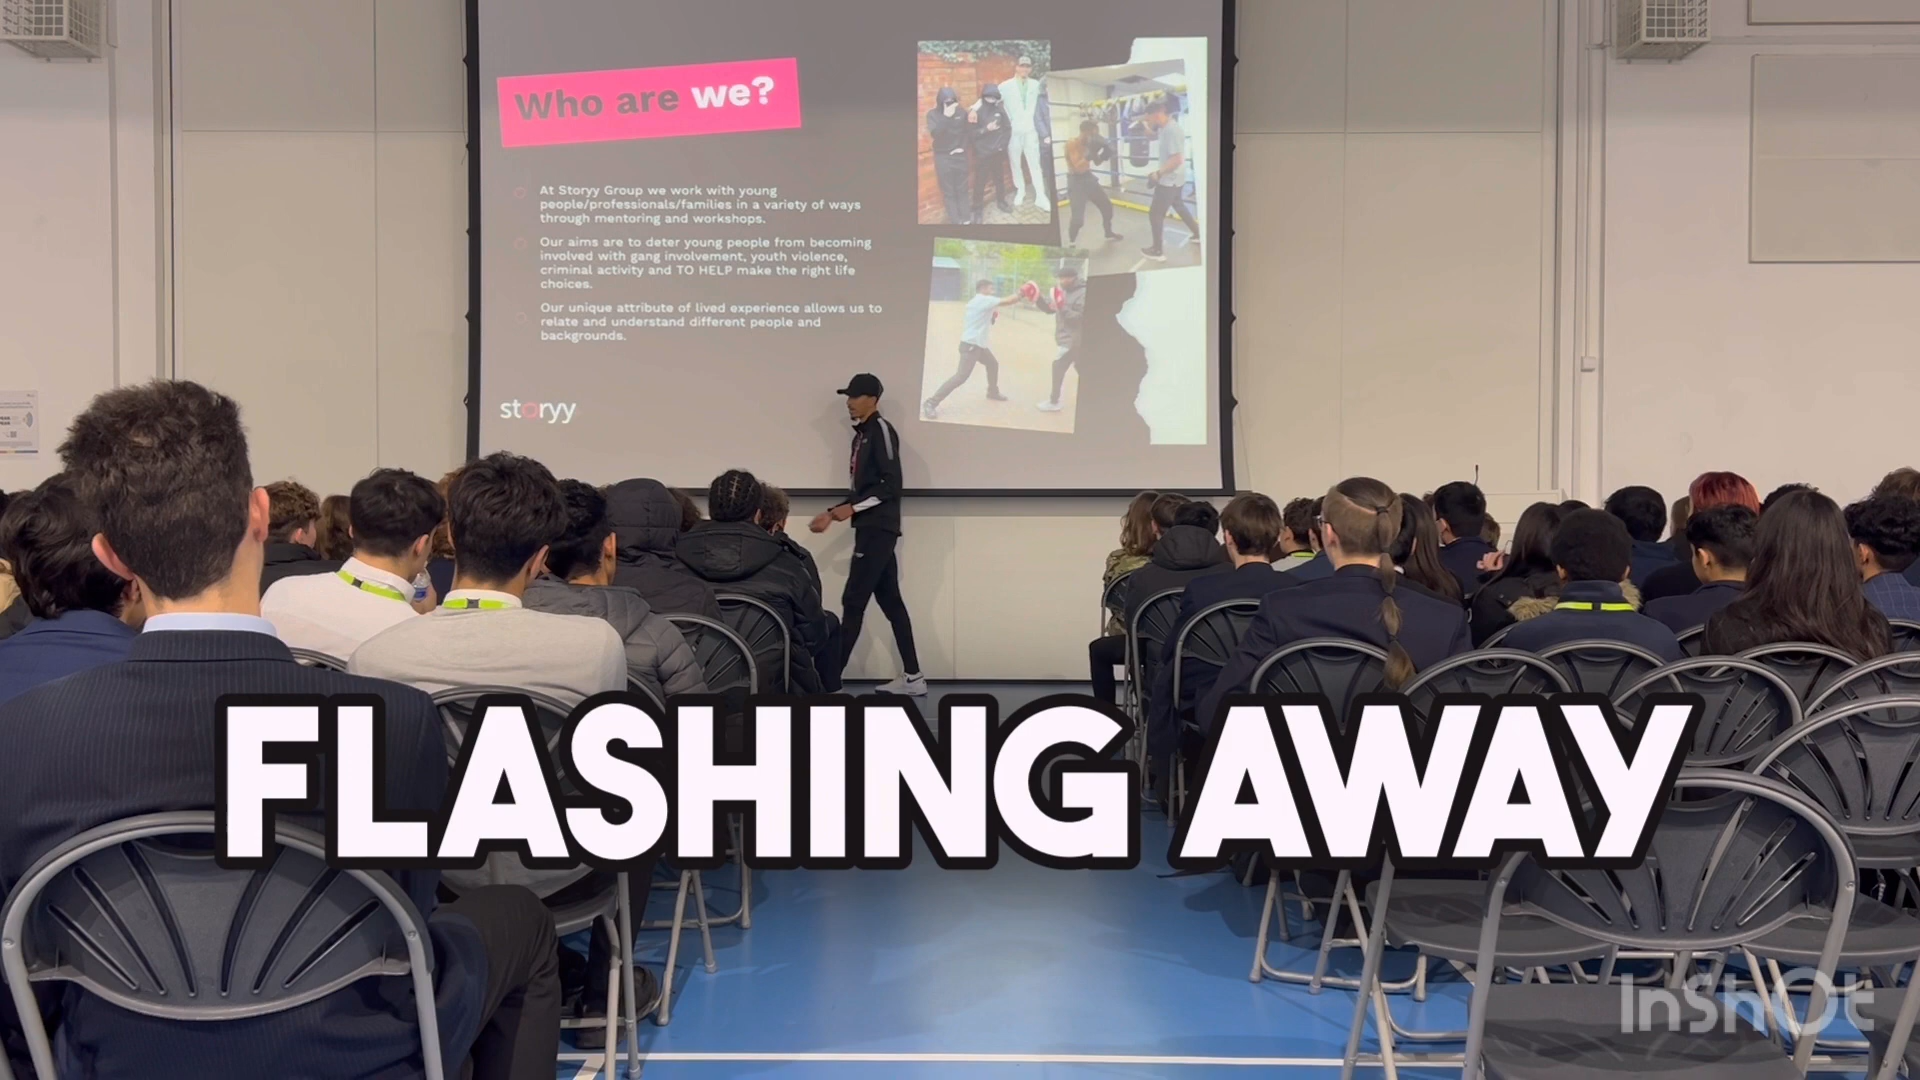 Who are we?
At Storyy Group we work with young
people/professionals/families in a variety of ways
through mentoring and workshops.
Our aims are to deter young people from becoming
involved with gang involvement, youth violence,
criminal activity and TO HELP make the right life
choices.
Our unique attribute of lived experience allows us to
relate and understand different people and
backgrounds.
storyy
FLASHING AWAY
InShOt